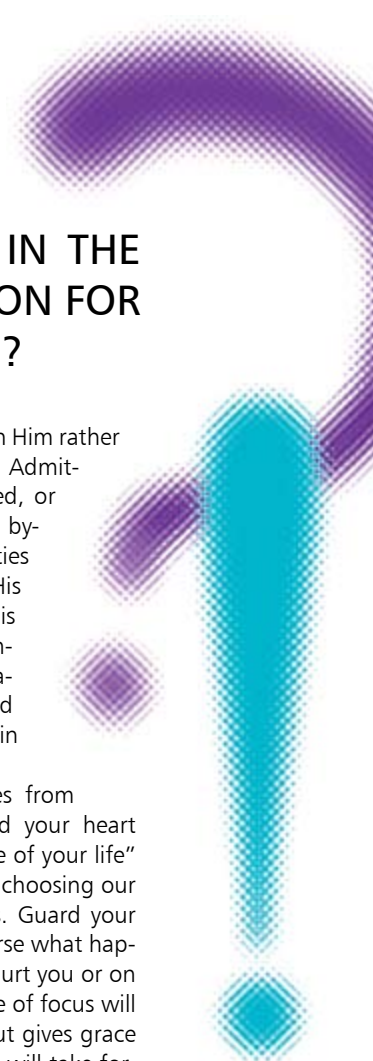 IN THE
ON FOR
?
n Him rather
Admit-
ed, or
by-
ties
His
is
n-
a-
d
in
es from
d your heart
e of your life”
choosing our
s. Guard your
rse what hap-
urt you or on
e of focus will
ut gives grace
will take for-